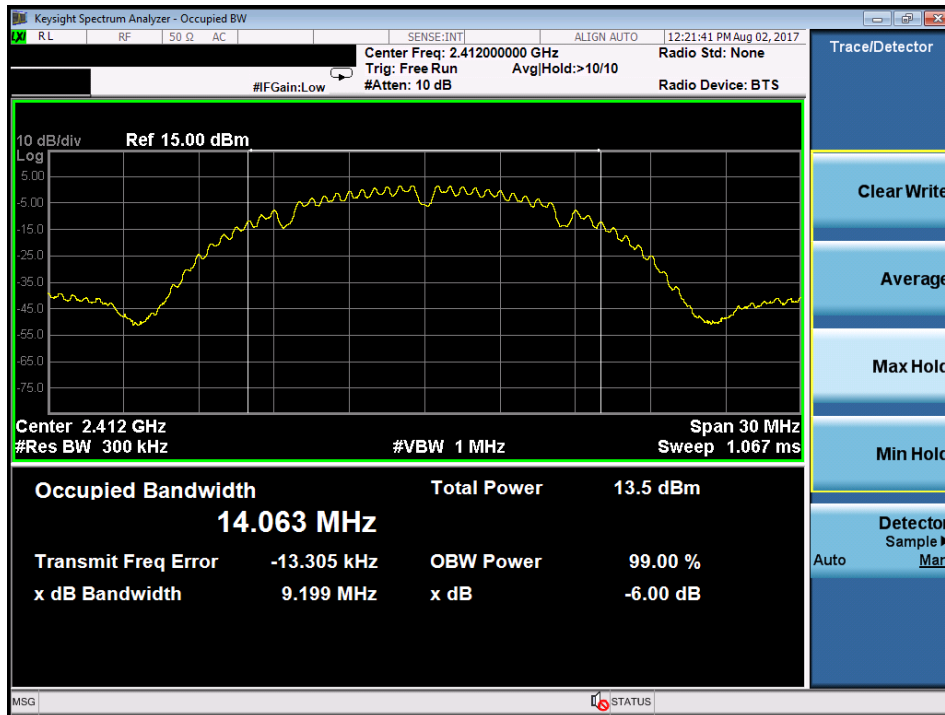 Keysight Spectrum Analyzer - Occupied BW
LXI RL RF 50 Ω AC SENSE:INT ALIGN AUTO 12:21:41 PM Aug 02, 2017
Center Freq: 2.412000000 GHz Radio Std: None
Trig: Free Run Avg|Hold:>10/10
#IFGain:Low #Atten: 10 dB Radio Device: BTS
Trace/Detector
10 dB/div Ref 15.00 dBm
Log
5.00
-5.00
-15.0
-25.0
-35.0
-45.0
-55.0
-65.0
-75.0
Center 2.412 GHz Span 30 MHz
#Res BW 300 kHz #VBW 1 MHz Sweep 1.067 ms
Occupied Bandwidth Total Power 13.5 dBm
14.063 MHz
Transmit Freq Error -13.305 kHz OBW Power 99.00 %
x dB Bandwidth 9.199 MHz x dB -6.00 dB
Clear Write
Average
Max Hold
Min Hold
Detector
Sample
Auto Man
MSG STATUS